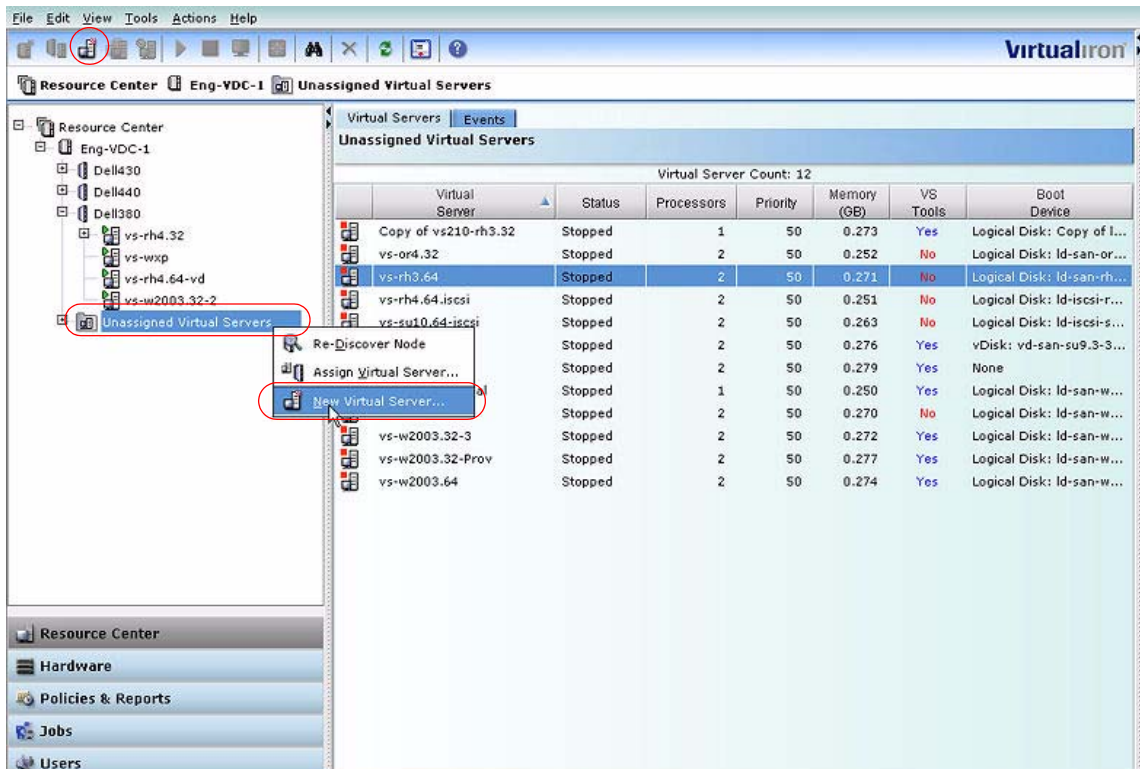 File Edit View Tools Actions Help
Virtualiron
Resource Center Eng-VDC-1 Unassigned Virtual Servers
Resource Center
Eng-VDC-1
Dell430
Dell440
Dell380
vs-rh4.32
vs-wxp
vs-rh4.64-vd
vs-w2003.32-2
Unassigned Virtual Servers
Re-Discover Node
Assign Virtual Server...
New Virtual Server...
Resource Center
Hardware
Policies & Reports
Jobs
Users
Virtual Servers Events
Unassigned Virtual Servers
Virtual Server Count: 12
Virtual Server Status Processors Priority Memory (GB) VS Tools Boot Device
Copy of vs210-rh3.32 Stopped 1 50 0.273 Yes Logical Disk: Copy of l...
vs-or4.32 Stopped 2 50 0.252 No Logical Disk: ld-san-or...
vs-rh3.64 Stopped 2 50 0.271 No Logical Disk: ld-san-rh...
vs-rh4.64.iscsi Stopped 2 50 0.251 No Logical Disk: ld-iscsi-r...
vs-su10.64-iscsi Stopped 2 50 0.263 No Logical Disk: ld-iscsi-s...
Stopped 2 50 0.276 Yes vDisk: vd-san-su9.3-3...
Stopped 2 50 0.279 Yes None
al Stopped 1 50 0.250 Yes Logical Disk: ld-san-w...
Stopped 2 50 0.270 No Logical Disk: ld-san-w...
vs-w2003.32-3 Stopped 2 50 0.272 Yes Logical Disk: ld-san-w...
vs-w2003.32-Prov Stopped 2 50 0.277 Yes Logical Disk: ld-san-w...
vs-w2003.64 Stopped 2 50 0.274 Yes Logical Disk: ld-san-w...